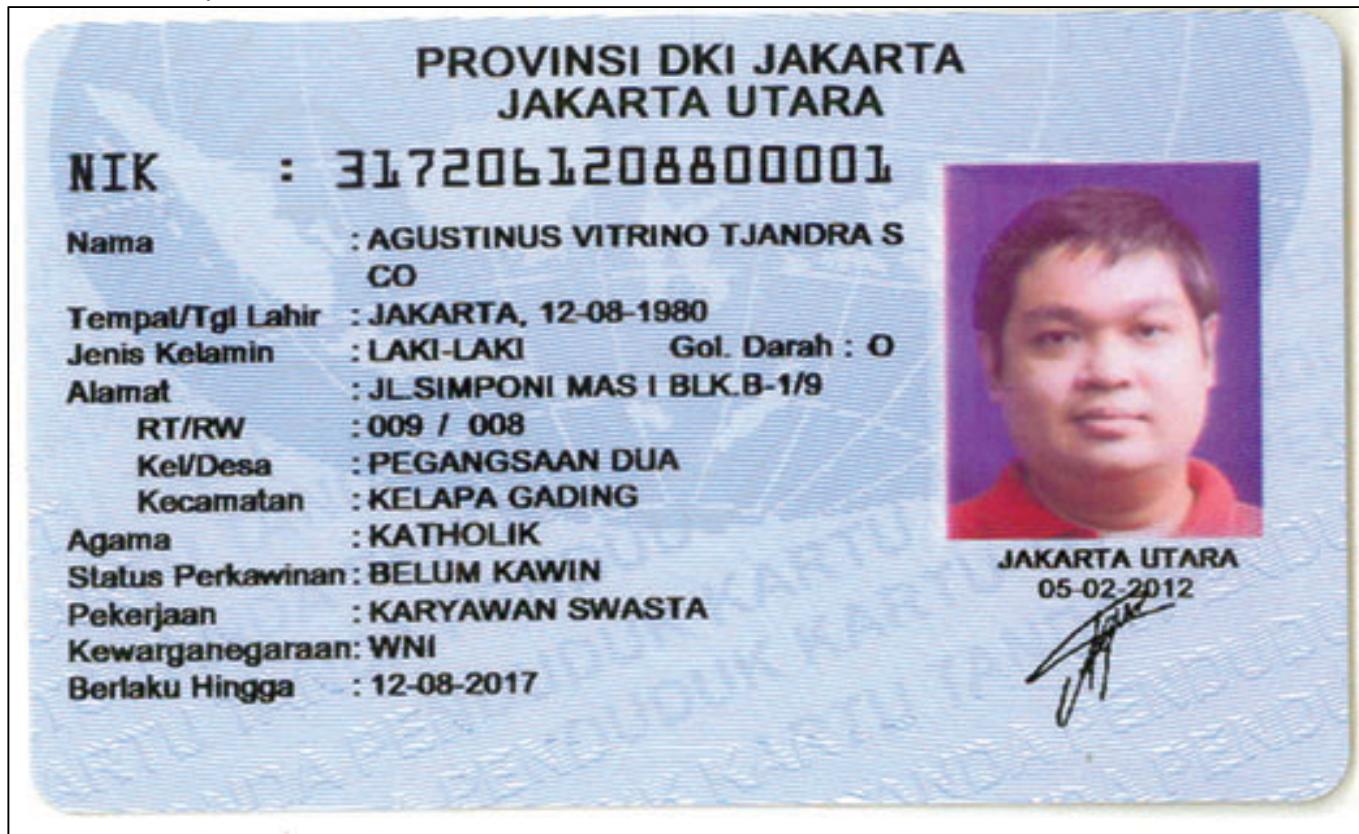 PROVINSI DKI JAKARTA
JAKARTA UTARA
NIK : 3172061208800001
Nama : AGUSTINUS VITRINO TJANDRA S
CO
Tempat/Tgl Lahir : JAKARTA, 12-08-1980
Jenis Kelamin : LAKI-LAKI Gol. Darah : O
Alamat : JL.SIMPONI MAS I BLK.B-1/9
RT/RW : 009 / 008
Kel/Desa : PEGANGSAAN DUA
Kecamatan : KELAPA GADING
Agama : KATHOLIK
Status Perkawinan : BELUM KAWIN
Pekerjaan : KARYAWAN SWASTA
Kewarganegaraan : WNI
Berlaku Hingga : 12-08-2017
JAKARTA UTARA
05-02-2012